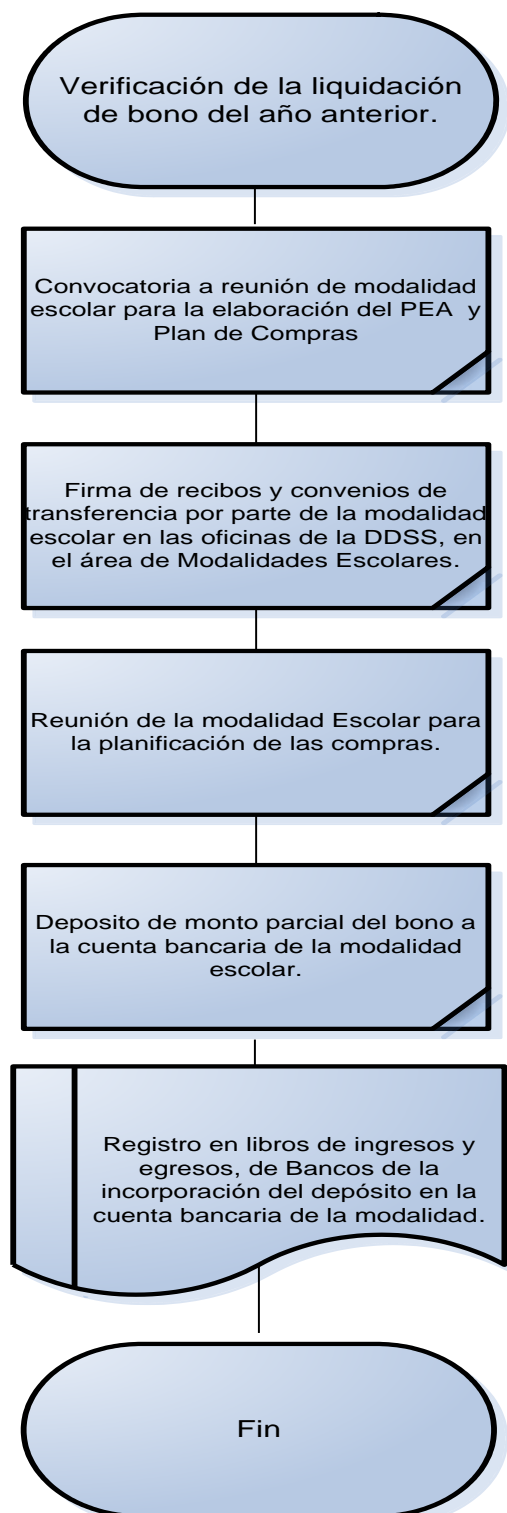 Verificación de la liquidación
de bono del año anterior.
Convocatoria a reunión de modalidad
escolar para la elaboración del PEA y
Plan de Compras
Firma de recibos y convenios de
transferencia por parte de la modalidad
escolar en las oficinas de la DDSS, en
el área de Modalidades Escolares.
Reunión de la modalidad Escolar para
la planificación de las compras.
Deposito de monto parcial del bono a
la cuenta bancaria de la modalidad
escolar.
Registro en libros de ingresos y
egresos, de Bancos de la
incorporación del depósito en la
cuenta bancaria de la modalidad.
Fin